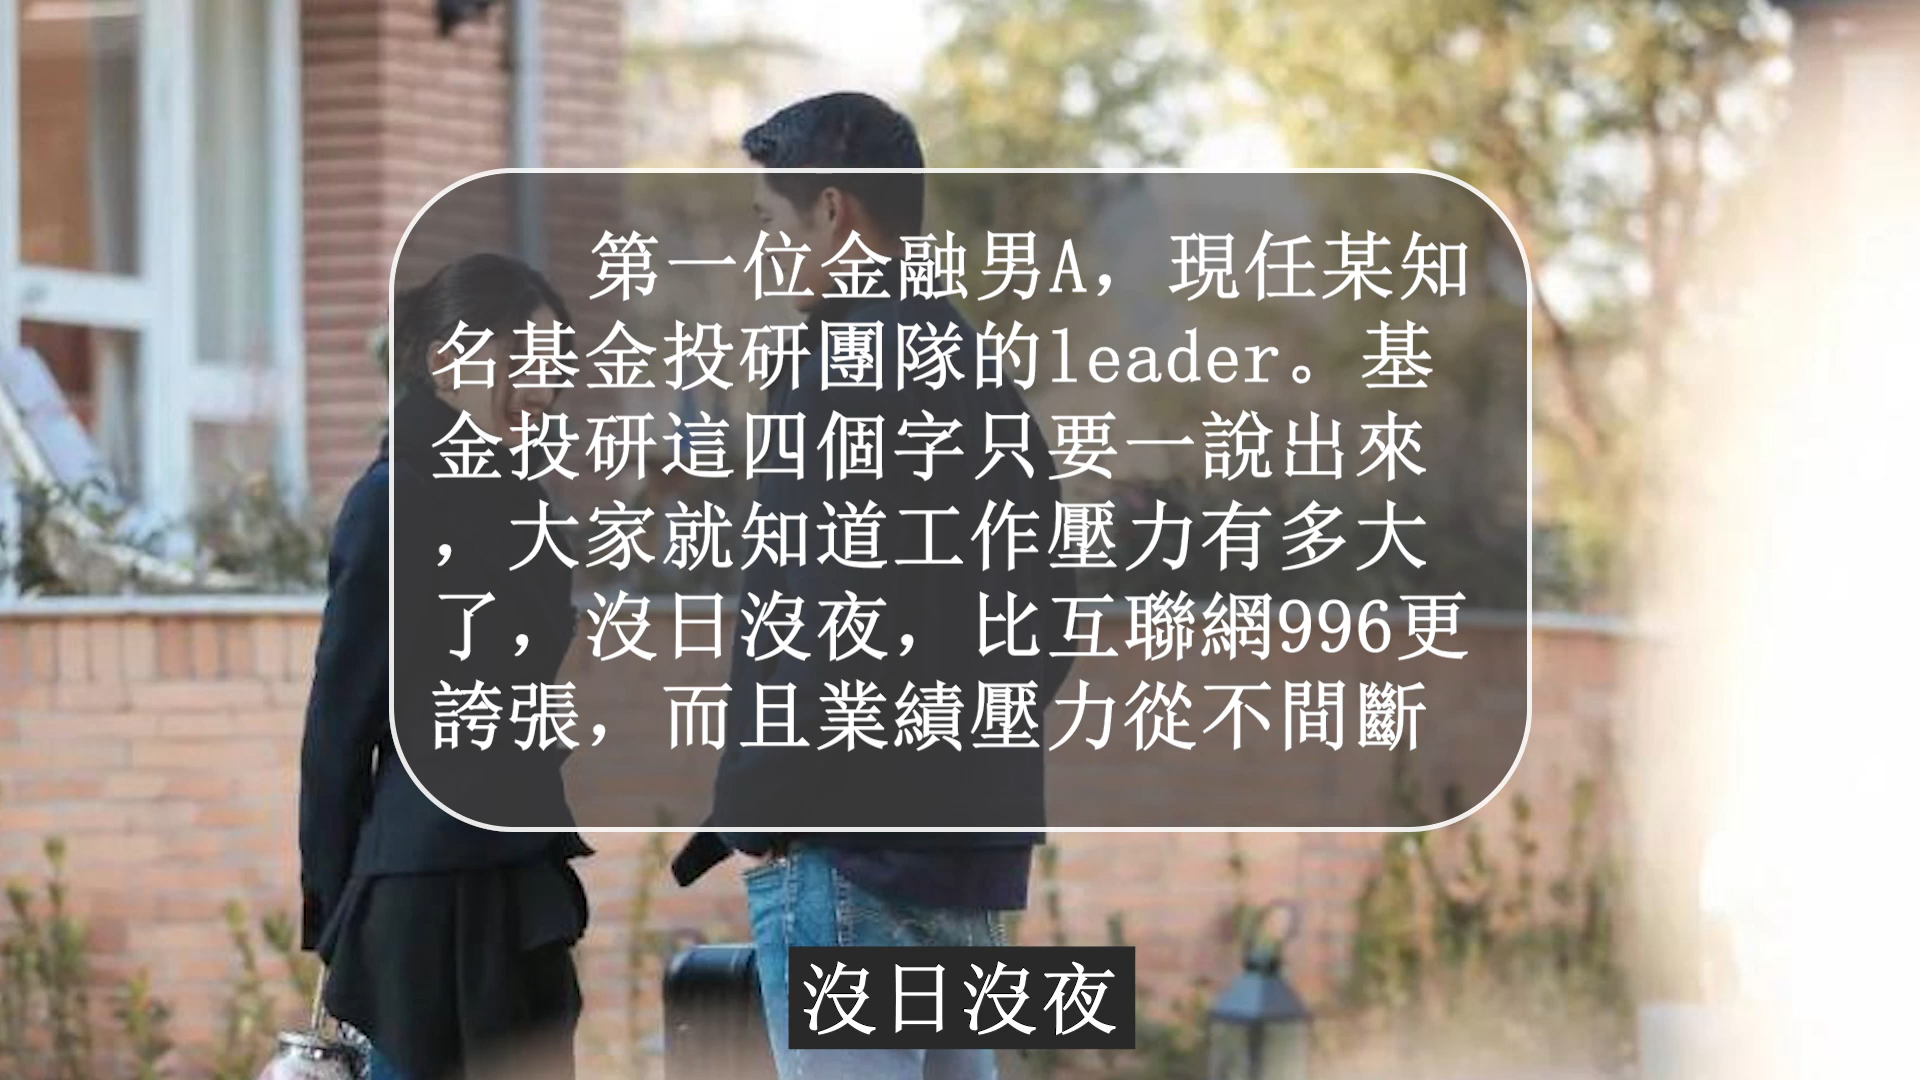 第一位金融男A，現任某知
名基金投研團隊的leader。基
金投研這四個字只要一說出來
，大家就知道工作壓力有多大
了，沒日沒夜，比互聯網996更
誇張，而且業績壓力從不間斷
沒日沒夜